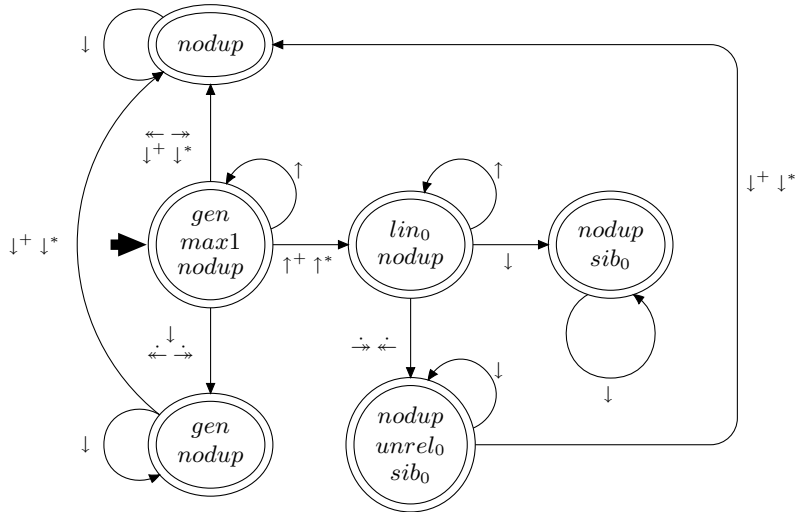 ↓
nodup
↞ ↠
↓⁺ ↓*
↓⁺ ↓*
↓⁺ ↓*
↑
↑
gen
max1
nodup
↑⁺ ↑*
lin₀
nodup
↓
nodup
sib₀
↓
↞̇ ↠̇
↠̇ ↞̇
↓
↓
↓
gen
nodup
nodup
unrel₀
sib₀